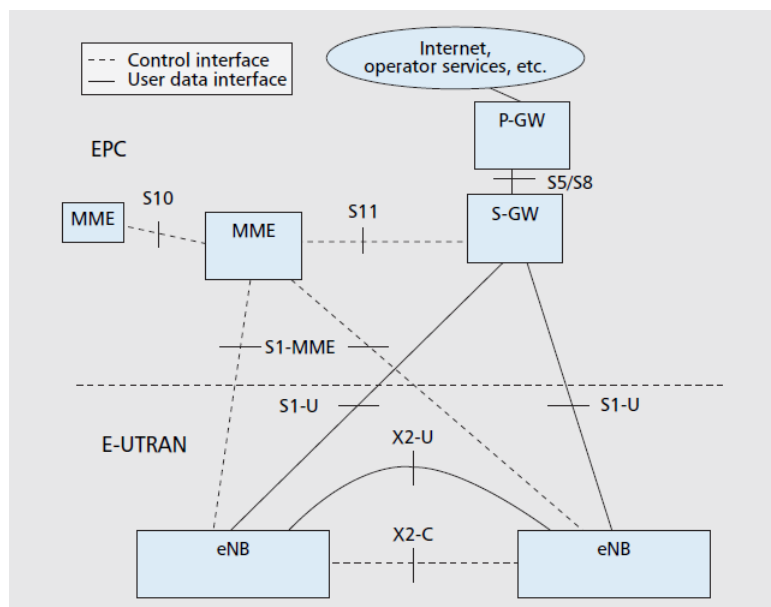 Control interface
User data interface
Internet,
operator services, etc.
P-GW
EPC
S5/S8
S10
MME
MME
S11
S-GW
S1-MME
S1-U
S1-U
E-UTRAN
X2-U
X2-C
eNB
eNB